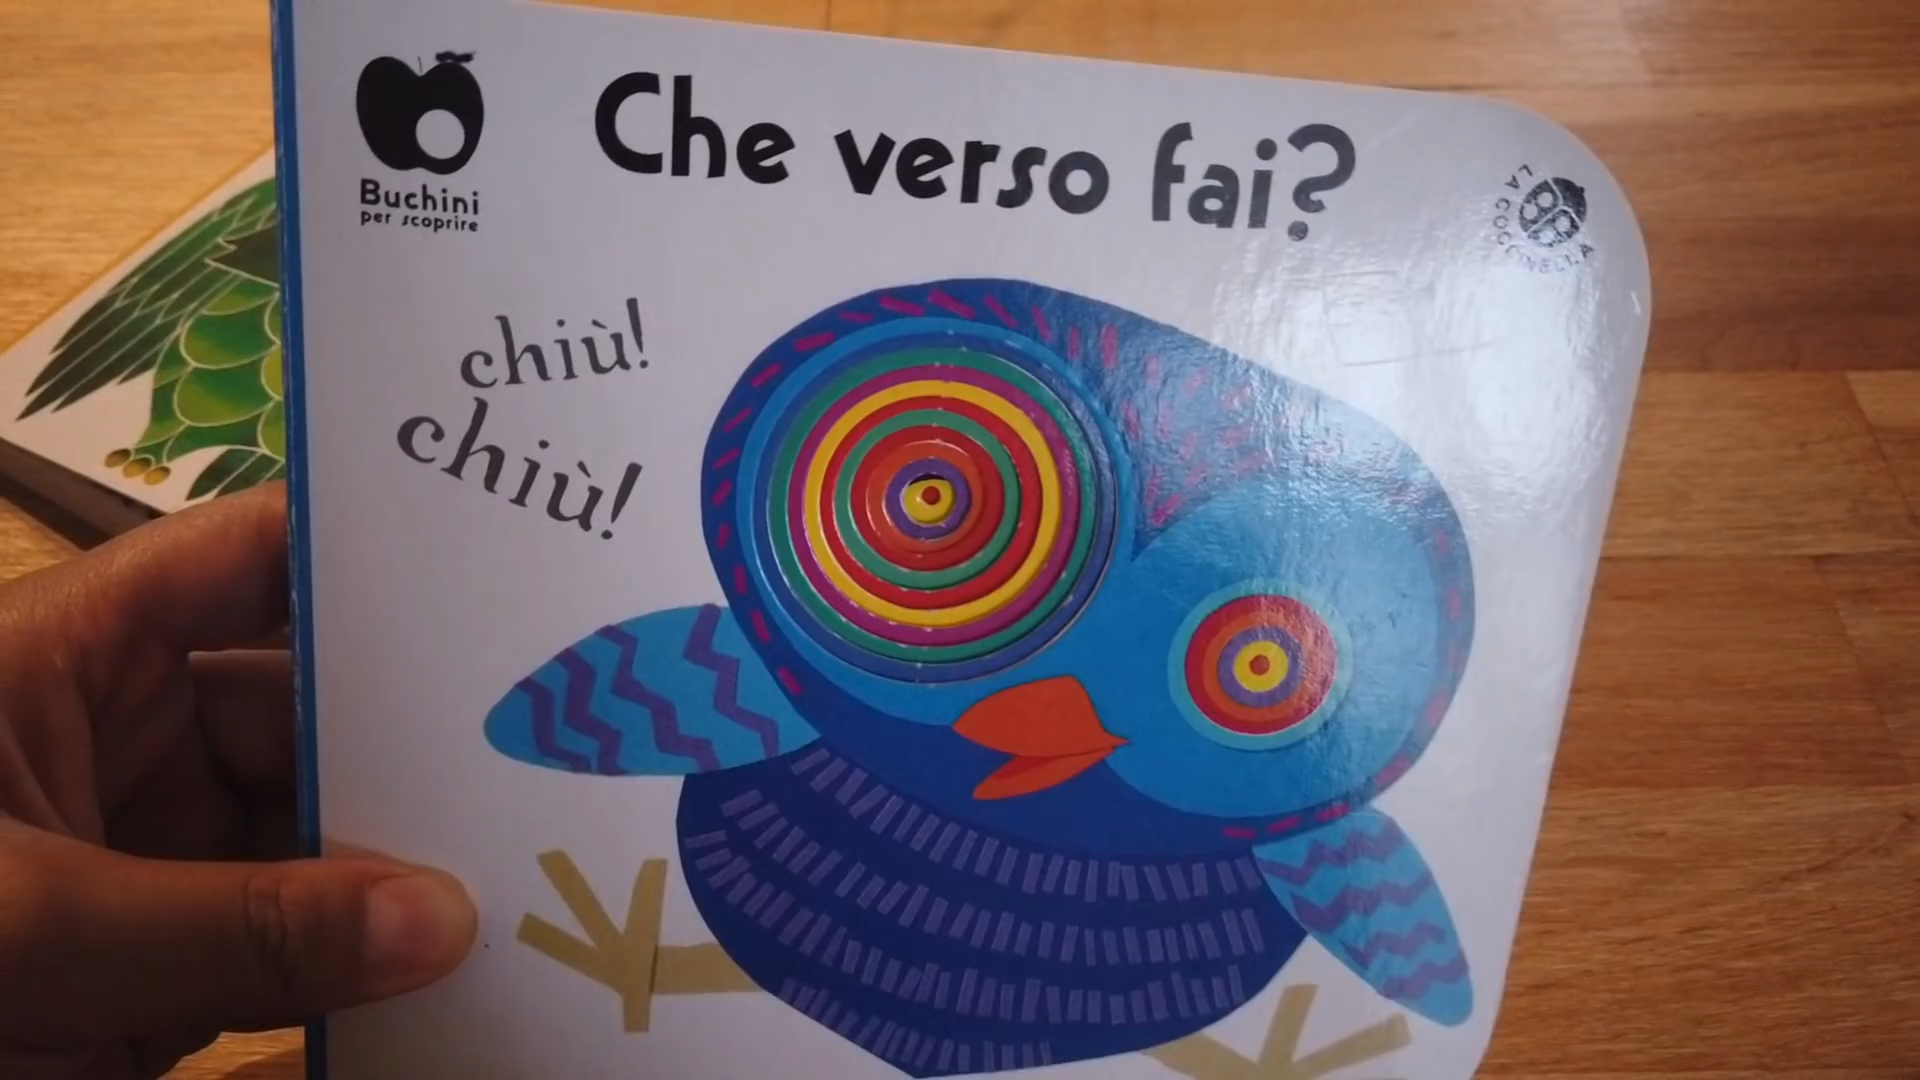 Che verso fai?
Buchini
per scoprire
LA COCCINELLA
chiù!
chiù!